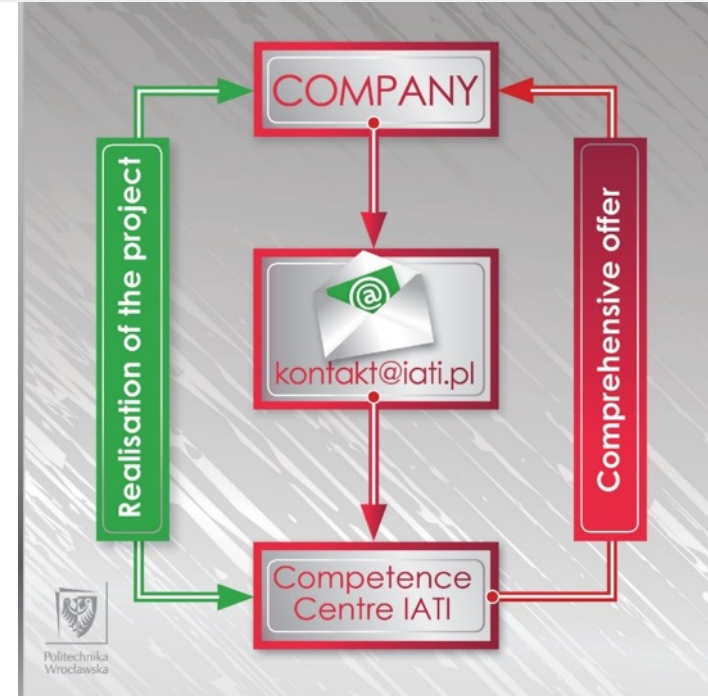 COMPANY
Realisation of the project
@
kontakt@iati.pl
Comprehensive offer
Competence
Centre IATI
Politechnika
Wrocławska